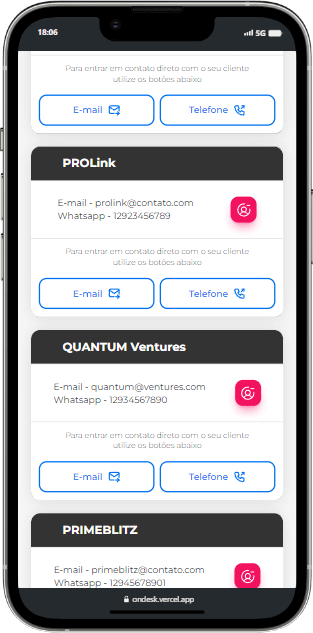 18:06
5G
Para entrar em contato direto com o seu cliente
utilize os botões abaixo
E-mail
Telefone
PROLink
E-mail - prolink@contato.com
Whatsapp - 12923456789
Para entrar em contato direto com o seu cliente
utilize os botões abaixo
E-mail
Telefone
QUANTUM Ventures
E-mail - quantum@ventures.com
Whatsapp - 12934567890
Para entrar em contato direto com o seu cliente
utilize os botões abaixo
E-mail
Telefone
PRIMEBLITZ
E-mail - primeblitz@contato.com
Whatsapp - 12945678901
ondesk.vercel.app